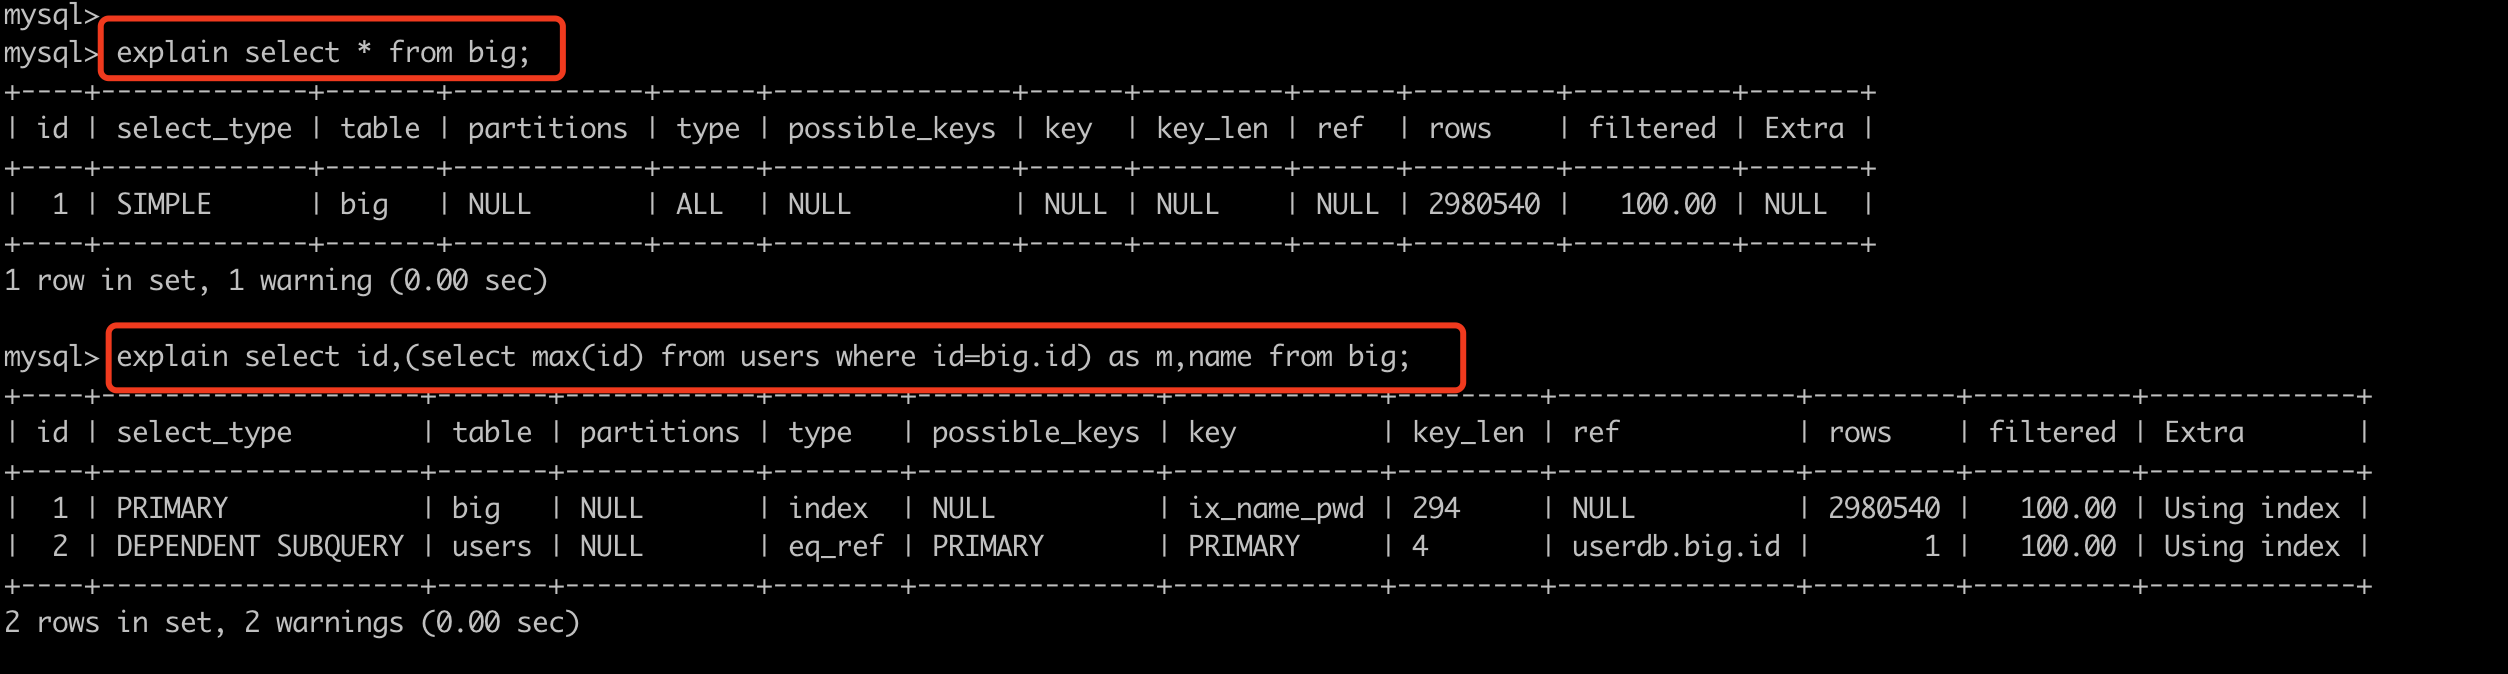 mysql>
mysql> explain select * from big;
+----+-------------+-------+------------+------+---------------+------+---------+------+---------+----------+-------+
| id | select_type | table | partitions | type | possible_keys | key  | key_len | ref  | rows    | filtered | Extra |
+----+-------------+-------+------------+------+---------------+------+---------+------+---------+----------+-------+
|  1 | SIMPLE      | big   | NULL       | ALL  | NULL          | NULL | NULL    | NULL | 2980540 |   100.00 | NULL  |
+----+-------------+-------+------------+------+---------------+------+---------+------+---------+----------+-------+
1 row in set, 1 warning (0.00 sec)
mysql> explain select id,(select max(id) from users where id=big.id) as m,name from big;
+----+--------------------+-------+------------+--------+---------------+-------------+---------+---------------+---------+----------+-------------+
| id | select_type        | table | partitions | type   | possible_keys | key         | key_len | ref           | rows    | filtered | Extra       |
+----+--------------------+-------+------------+--------+---------------+-------------+---------+---------------+---------+----------+-------------+
|  1 | PRIMARY            | big   | NULL       | index  | NULL          | ix_name_pwd | 294     | NULL          | 2980540 |   100.00 | Using index |
|  2 | DEPENDENT SUBQUERY | users | NULL       | eq_ref | PRIMARY       | PRIMARY     | 4       | userdb.big.id |       1 |   100.00 | Using index |
+----+--------------------+-------+------------+--------+---------------+-------------+---------+---------------+---------+----------+-------------+
2 rows in set, 2 warnings (0.00 sec)